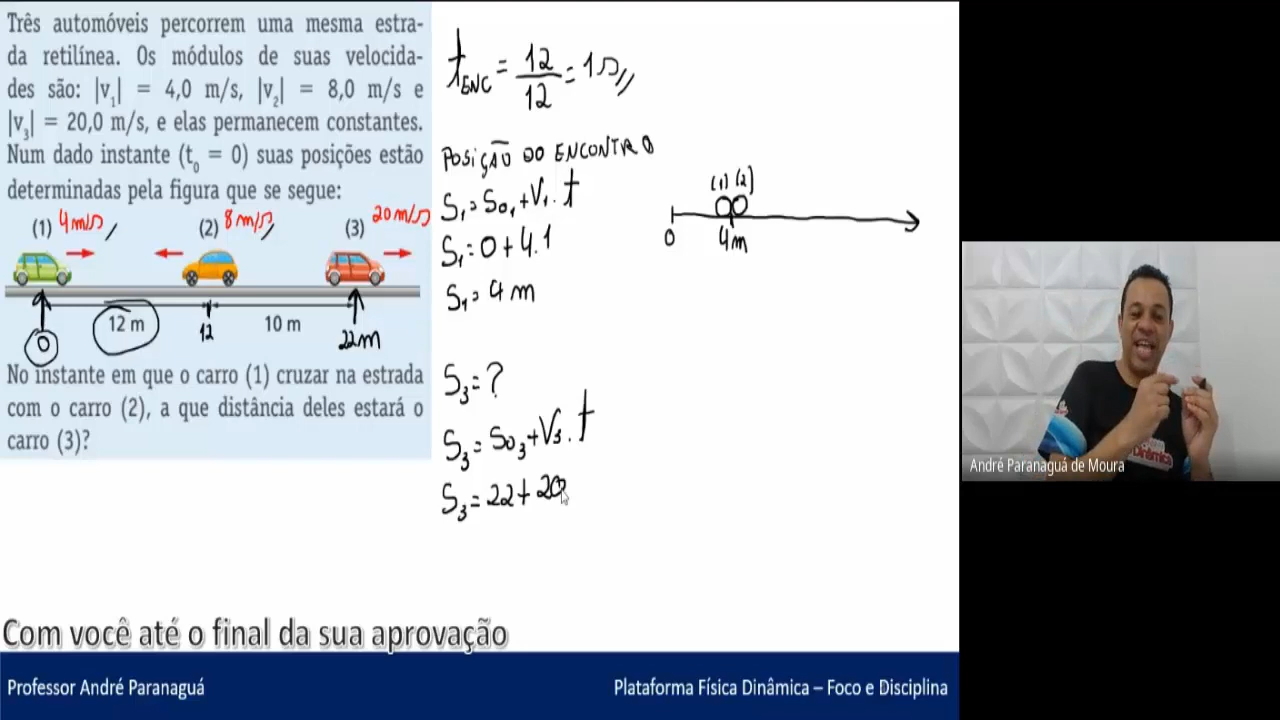 Três automóveis percorrem uma mesma estra-
da retilínea. Os módulos de suas velocida-
des são: |v₁| = 4,0 m/s, |v₂| = 8,0 m/s e
|v₃| = 20,0 m/s, e elas permanecem constantes.
Num dado instante (t₀ = 0) suas posições estão
determinadas pela figura que se segue:
(1) 4m/s (2) 8m/s (3) 20m/s
12 m 12 10 m 22m
0
No instante em que o carro (1) cruzar na estrada
com o carro (2), a que distância deles estará o
carro (3)?
tENC = 12/12 = 1s
POSIÇÃO DO ENCONTRO
S₁ = S₀₁ + V₁. t
S₁ = 0 + 4.1
S₁ = 4 m
S₃ = ?
S₃ = S₀₃ + V₃. t
S₃ = 22 + 20
(1) (2)
0 4m
André Paranaguá de Moura
Dinâmica
Com você até o final da sua aprovação
Professor André Paranaguá
Plataforma Física Dinâmica – Foco e Disciplina